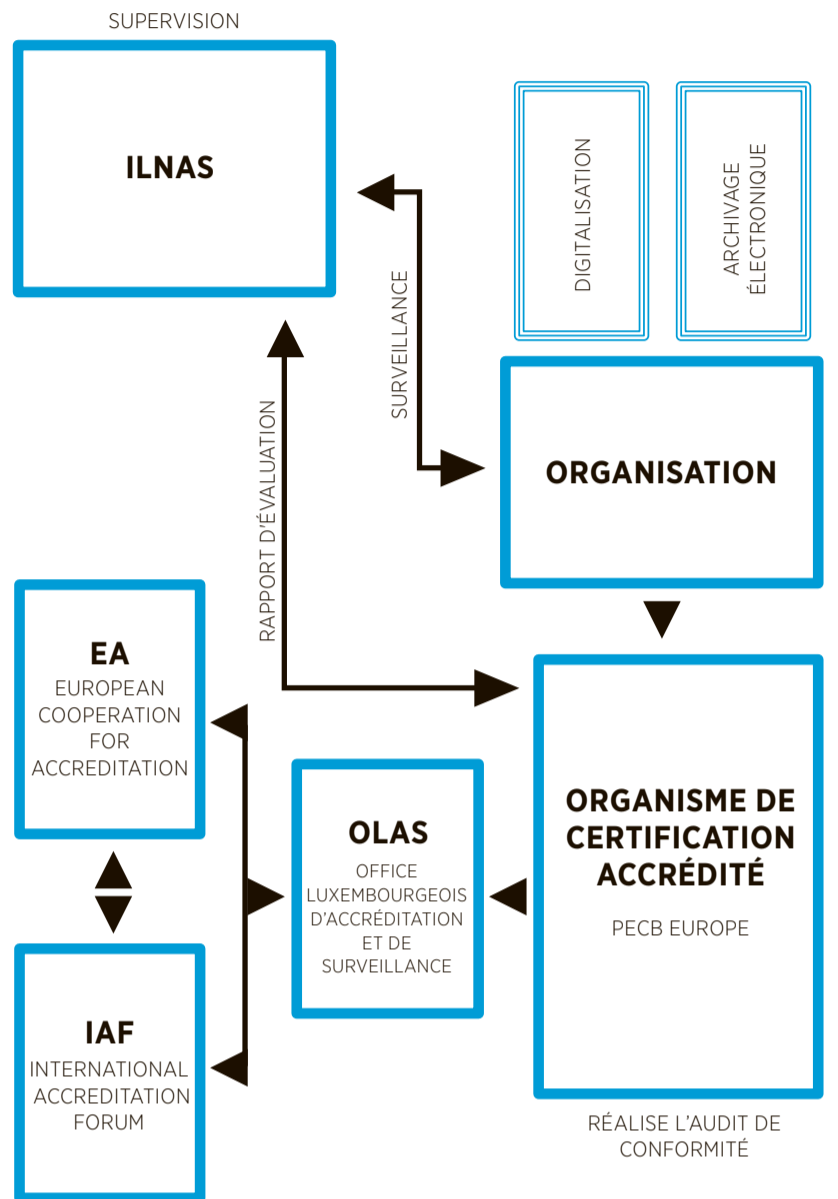 SUPERVISION
ILNAS
DIGITALISATION
ARCHIVAGE
ÉLECTRONIQUE
SURVEILLANCE
ORGANISATION
RAPPORT D'ÉVALUATION
EA
EUROPEAN
COOPERATION
FOR
ACCREDITATION
OLAS
OFFICE
LUXEMBOURGEOIS
D’ACCRÉDITATION
ET DE
SURVEILLANCE
ORGANISME DE
CERTIFICATION
ACCRÉDITÉ
PECB EUROPE
IAF
INTERNATIONAL
ACCREDITATION
FORUM
RÉALISE L’AUDIT DE
CONFORMITÉ